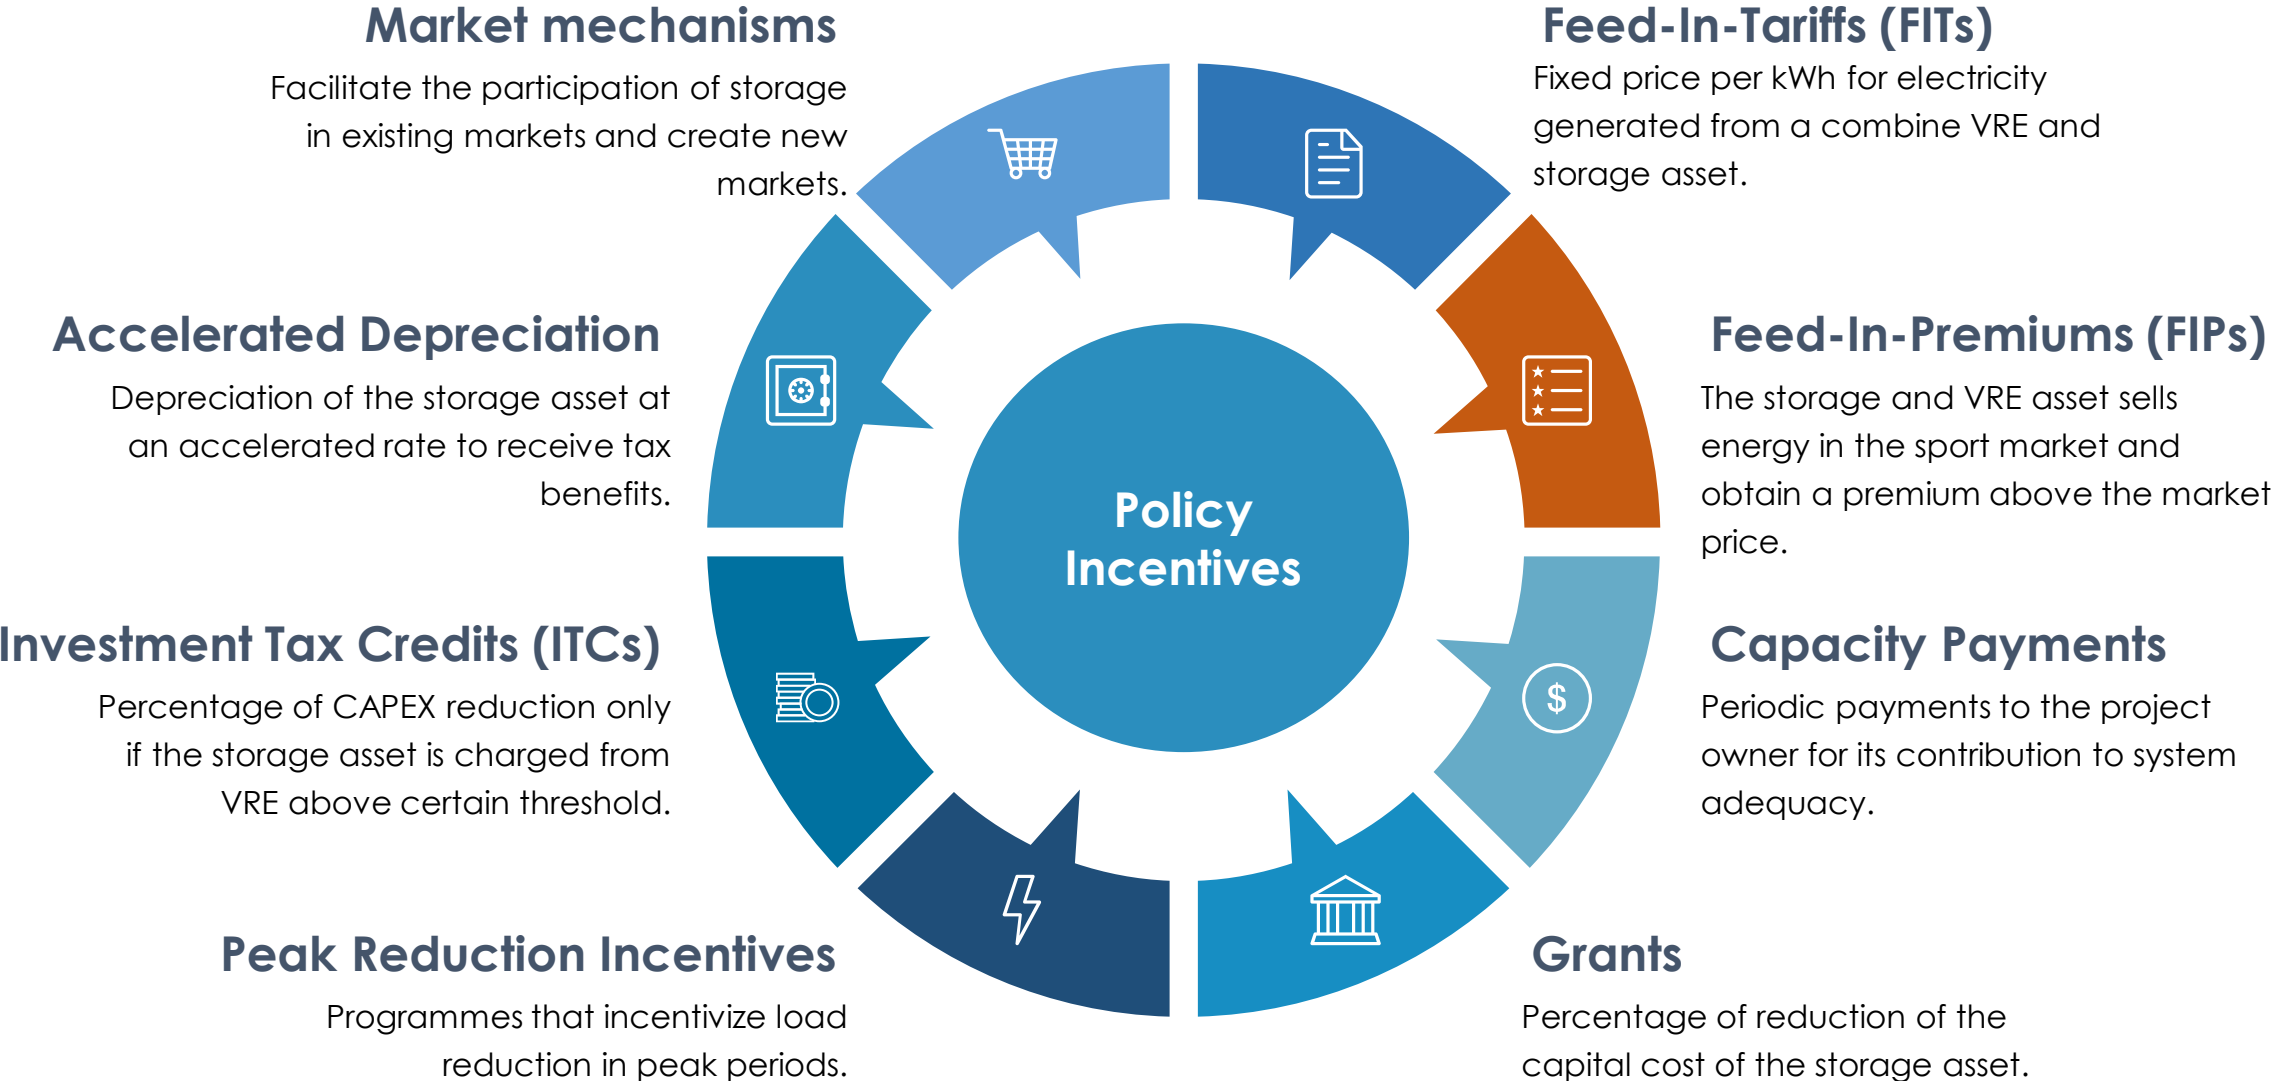 Market mechanisms
Facilitate the participation of storage
in existing markets and create new
markets.
Feed-In-Tariffs (FITs)
Fixed price per kWh for electricity
generated from a combine VRE and
storage asset.
Accelerated Depreciation
Depreciation of the storage asset at
an accelerated rate to receive tax
benefits.
Feed-In-Premiums (FIPs)
The storage and VRE asset sells
energy in the sport market and
obtain a premium above the market
price.
Policy
Incentives
Investment Tax Credits (ITCs)
Percentage of CAPEX reduction only
if the storage asset is charged from
VRE above certain threshold.
Capacity Payments
Periodic payments to the project
owner for its contribution to system
adequacy.
$
Peak Reduction Incentives
Programmes that incentivize load
reduction in peak periods.
Grants
Percentage of reduction of the
capital cost of the storage asset.